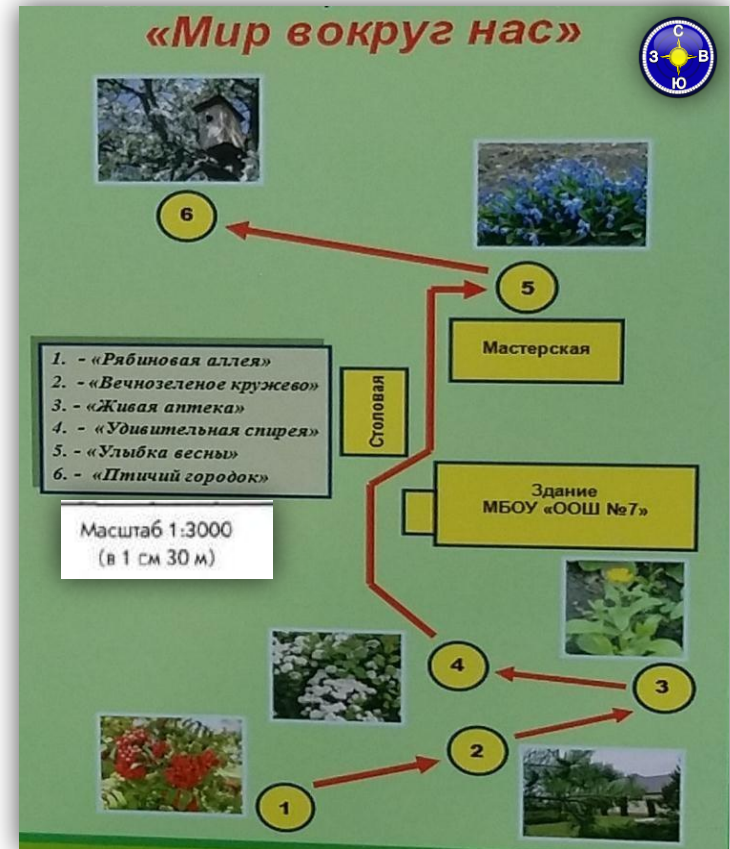 «Мир вокруг нас»
С
З В
Ю
6
5
Мастерская
1. - «Рябиновая аллея»
2. - «Вечнозеленое кружево»
3. - «Живая аптека»
4. - «Удивительная спирея»
5. - «Улыбка весны»
6. - «Птичий городок»
Столовая
Здание
МБОУ «ООШ №7»
Масштаб 1:3000
(в 1 см 30 м)
4
3
2
1